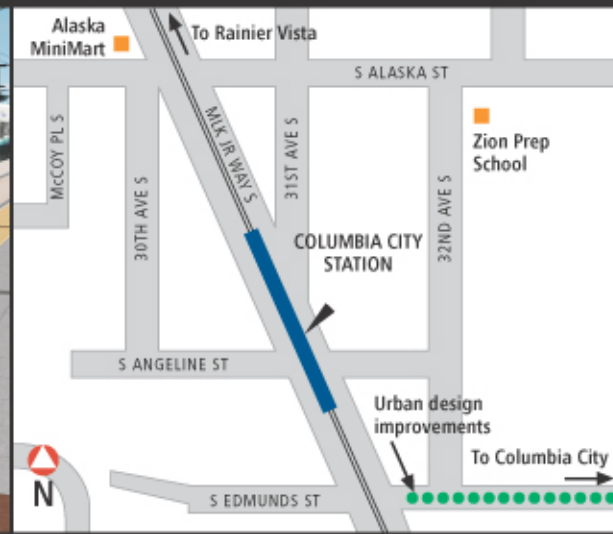 Alaska
MiniMart
To Rainier Vista
S ALASKA ST
McCOY PL S
30TH AVE S
MLK JR WAY S
31ST AVE S
32ND AVE S
Zion Prep
School
COLUMBIA CITY
STATION
S ANGELINE ST
Urban design
improvements
To Columbia City
N
S EDMUNDS ST